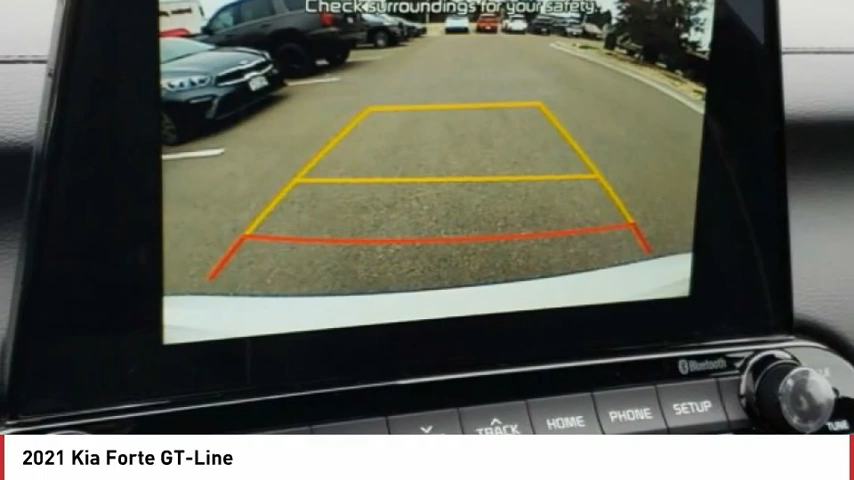 Check surroundings for your safety.
Bluetooth
TRACK HOME PHONE SETUP
TUNE
2021 Kia Forte GT-Line